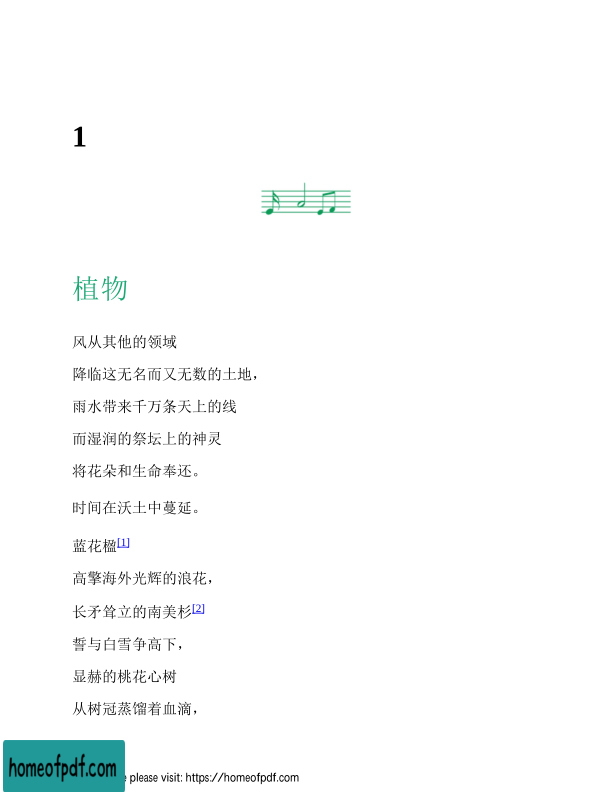 1
植物
风从其他的领域
降临这无名而又无数的土地，
雨水带来千万条天上的线
而湿润的祭坛上的神灵
将花朵和生命奉还。
时间在沃土中蔓延。
蓝花楹[1]
高擎海外光辉的浪花，
长矛耸立的南美杉[2]
誓与白雪争高下，
显赫的桃花心树
从树冠蒸馏着血滴，
homeofpdf.com
e please visit: https://homeofpdf.com